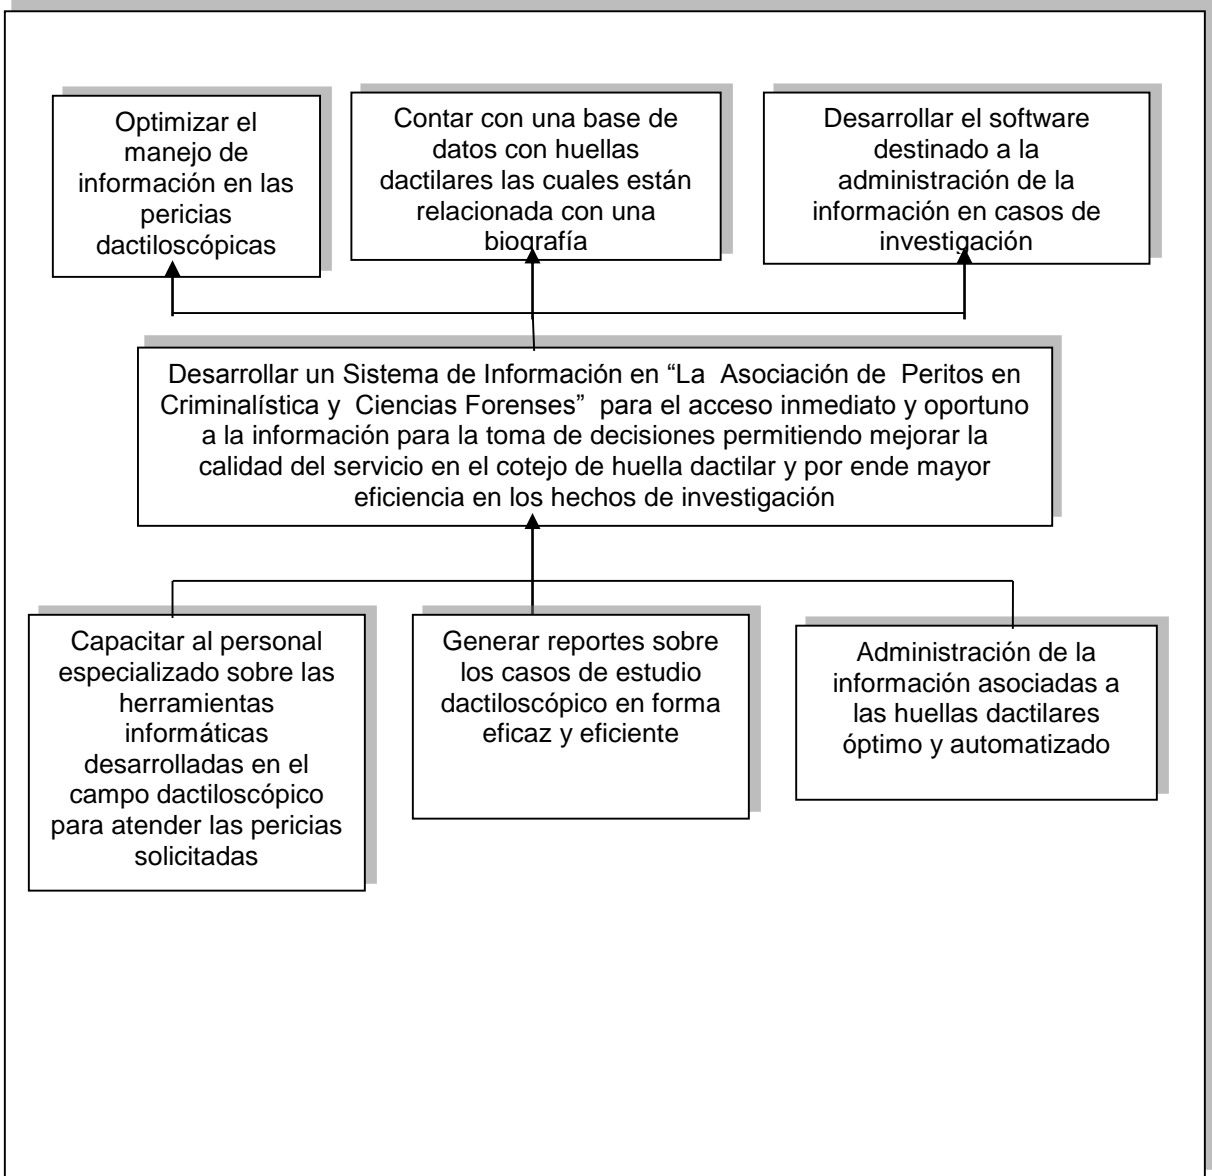 Optimizar el
manejo de
información en las
pericias
dactiloscópicas
Contar con una base de
datos con huellas
dactilares las cuales están
relacionada con una
biografía
Desarrollar el software
destinado a la
administración de la
información en casos de
investigación
Desarrollar un Sistema de Información en “La Asociación de Peritos en
Criminalística y Ciencias Forenses” para el acceso inmediato y oportuno
a la información para la toma de decisiones permitiendo mejorar la
calidad del servicio en el cotejo de huella dactilar y por ende mayor
eficiencia en los hechos de investigación
Capacitar al personal
especializado sobre las
herramientas
informáticas
desarrolladas en el
campo dactiloscópico
para atender las pericias
solicitadas
Generar reportes sobre
los casos de estudio
dactiloscópico en forma
eficaz y eficiente
Administración de la
información asociadas a
las huellas dactilares
óptimo y automatizado